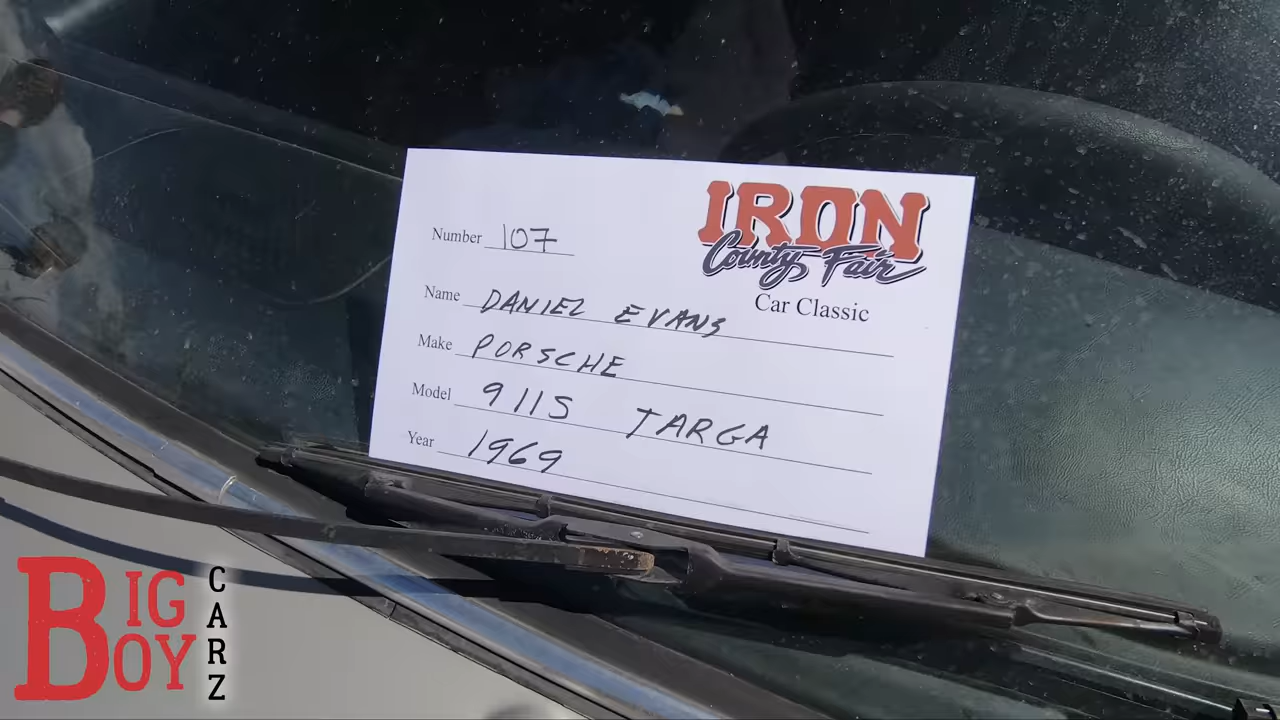 IRON
County Fair
Car Classic
Number 107
Name DANIEL EVANS
Make PORSCHE
Model 911S TARGA
Year 1969
BIG BOY CARZ